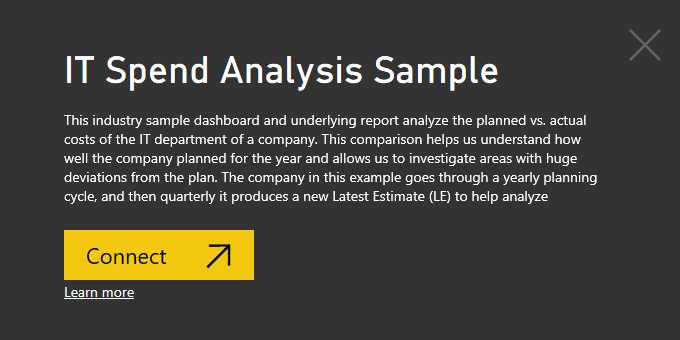 IT Spend Analysis Sample
This industry sample dashboard and underlying report analyze the planned vs. actual
costs of the IT department of a company. This comparison helps us understand how
well the company planned for the year and allows us to investigate areas with huge
deviations from the plan. The company in this example goes through a yearly planning
cycle, and then quarterly it produces a new Latest Estimate (LE) to help analyze
Connect
Learn more